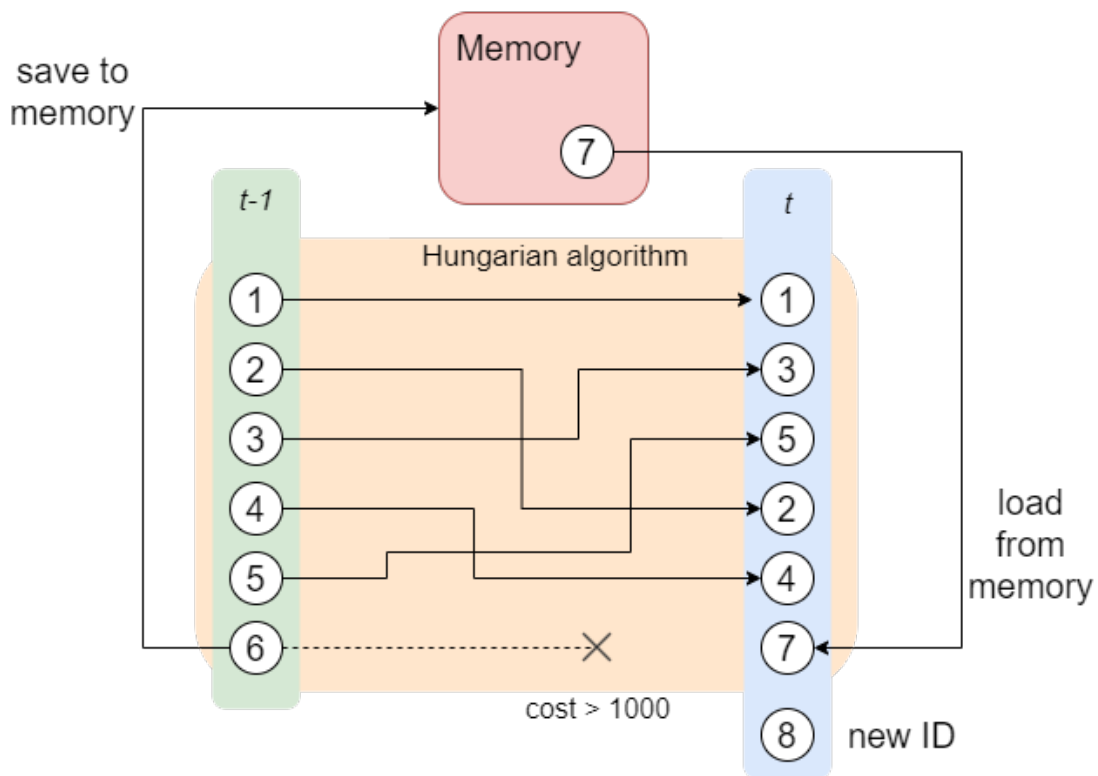 Memory
save to
memory
7
t-1
t
Hungarian algorithm
1
1
2
3
3
5
4
2
5
4
6
7
load
from
memory
cost > 1000
8
new ID